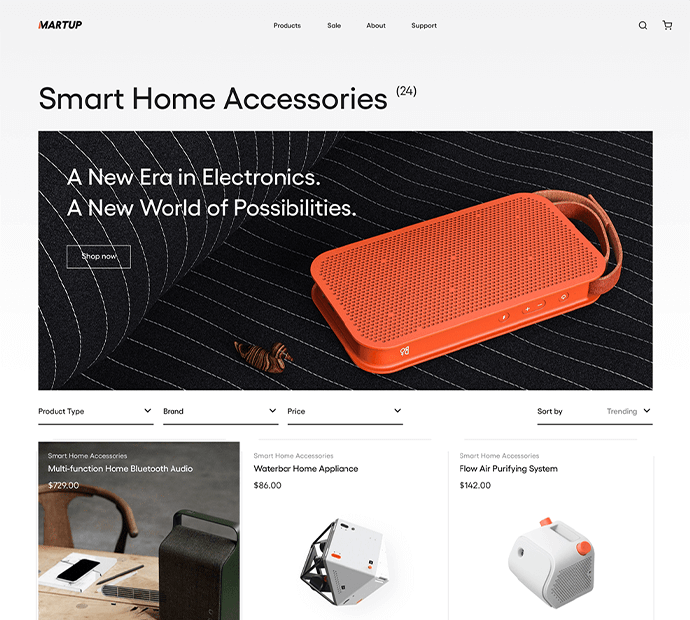 MARTUP
Products
Sale
About
Support
Smart Home Accessories (24)
A New Era in Electronics.
A New World of Possibilities.
Shop now
Product Type
Brand
Price
Sort by
Trending
Smart Home Accessories
Multi-function Home Bluetooth Audio
$729.00
Smart Home Accessories
Waterbar Home Appliance
$86.00
Smart Home Accessories
Flow Air Purifying System
$142.00